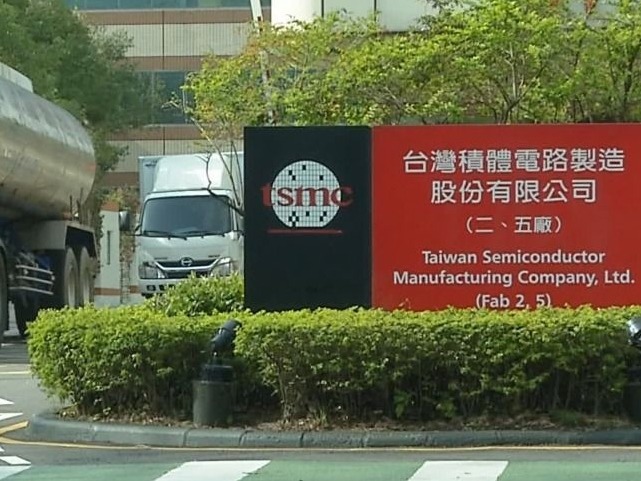 tsmc
台灣積體電路製造
股份有限公司
(二、五廠)
Taiwan Semiconductor
Manufacturing Company, Ltd.
(Fab 2, 5)